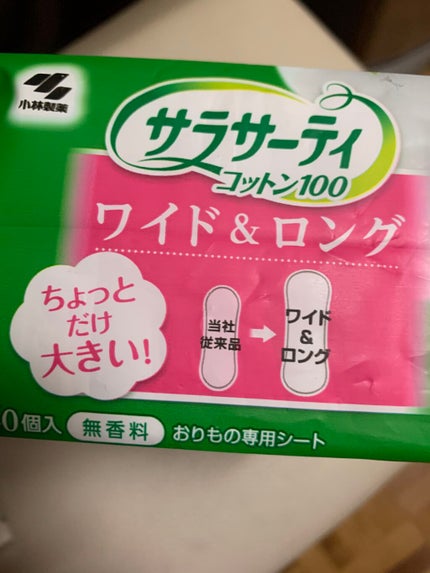 小林製薬
サラサーティ
コットン100
ワイド&ロング
ちょっと
だけ
大きい!
当社
従来品
ワイド
&
ロング
0個入 無香料 おりもの専用シート